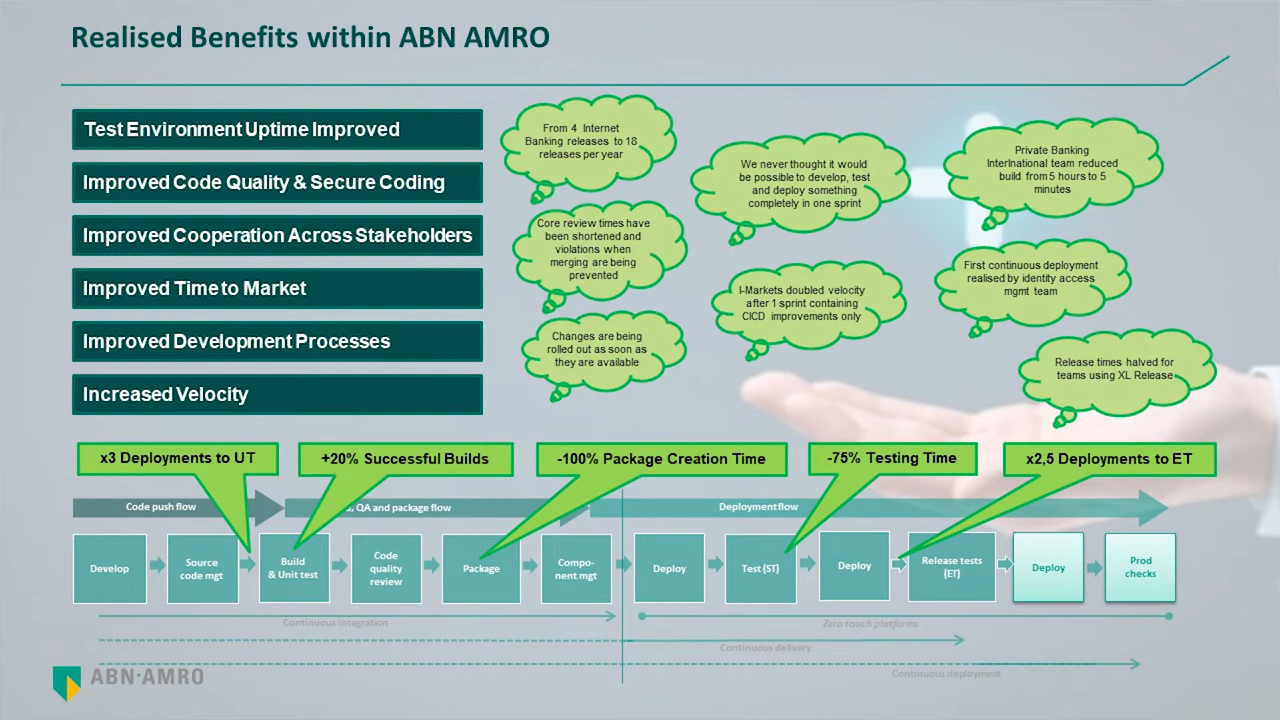 Realised Benefits within ABN AMRO
Test Environment Uptime Improved
Improved Code Quality & Secure Coding
Improved Cooperation Across Stakeholders
Improved Time to Market
Improved Development Processes
Increased Velocity
From 4 Internet
Banking releases to 18
releases per year
Core review times have
been shortened and
violations when
merging are being
prevented
Changes are being
rolled out as soon as
they are available
We never thought it would
be possible to develop, test
and deploy something
completely in one sprint
I-Markets doubled velocity
after 1 sprint containing
CICD improvements only
Private Banking
InterInational team reduced
build from 5 hours to 5
minutes
First continuous deployment
realised by identity access
mgmt team
Release times halved for
teams using XL Release
x3 Deployments to UT
+20% Successful Builds
-100% Package Creation Time
-75% Testing Time
x2,5 Deployments to ET
Code push flow
, QA and package flow
Deployment flow
Develop
Source
code mgt
Build
& Unit test
Code
quality
review
Package
Compo-
nent mgt
Deploy
Test (ST)
Deploy
Release tests
(ET)
Deploy
Prod
checks
Continuous integration
Zero touch platforms
Continuous delivery
Continuous deployment
ABN·AMRO